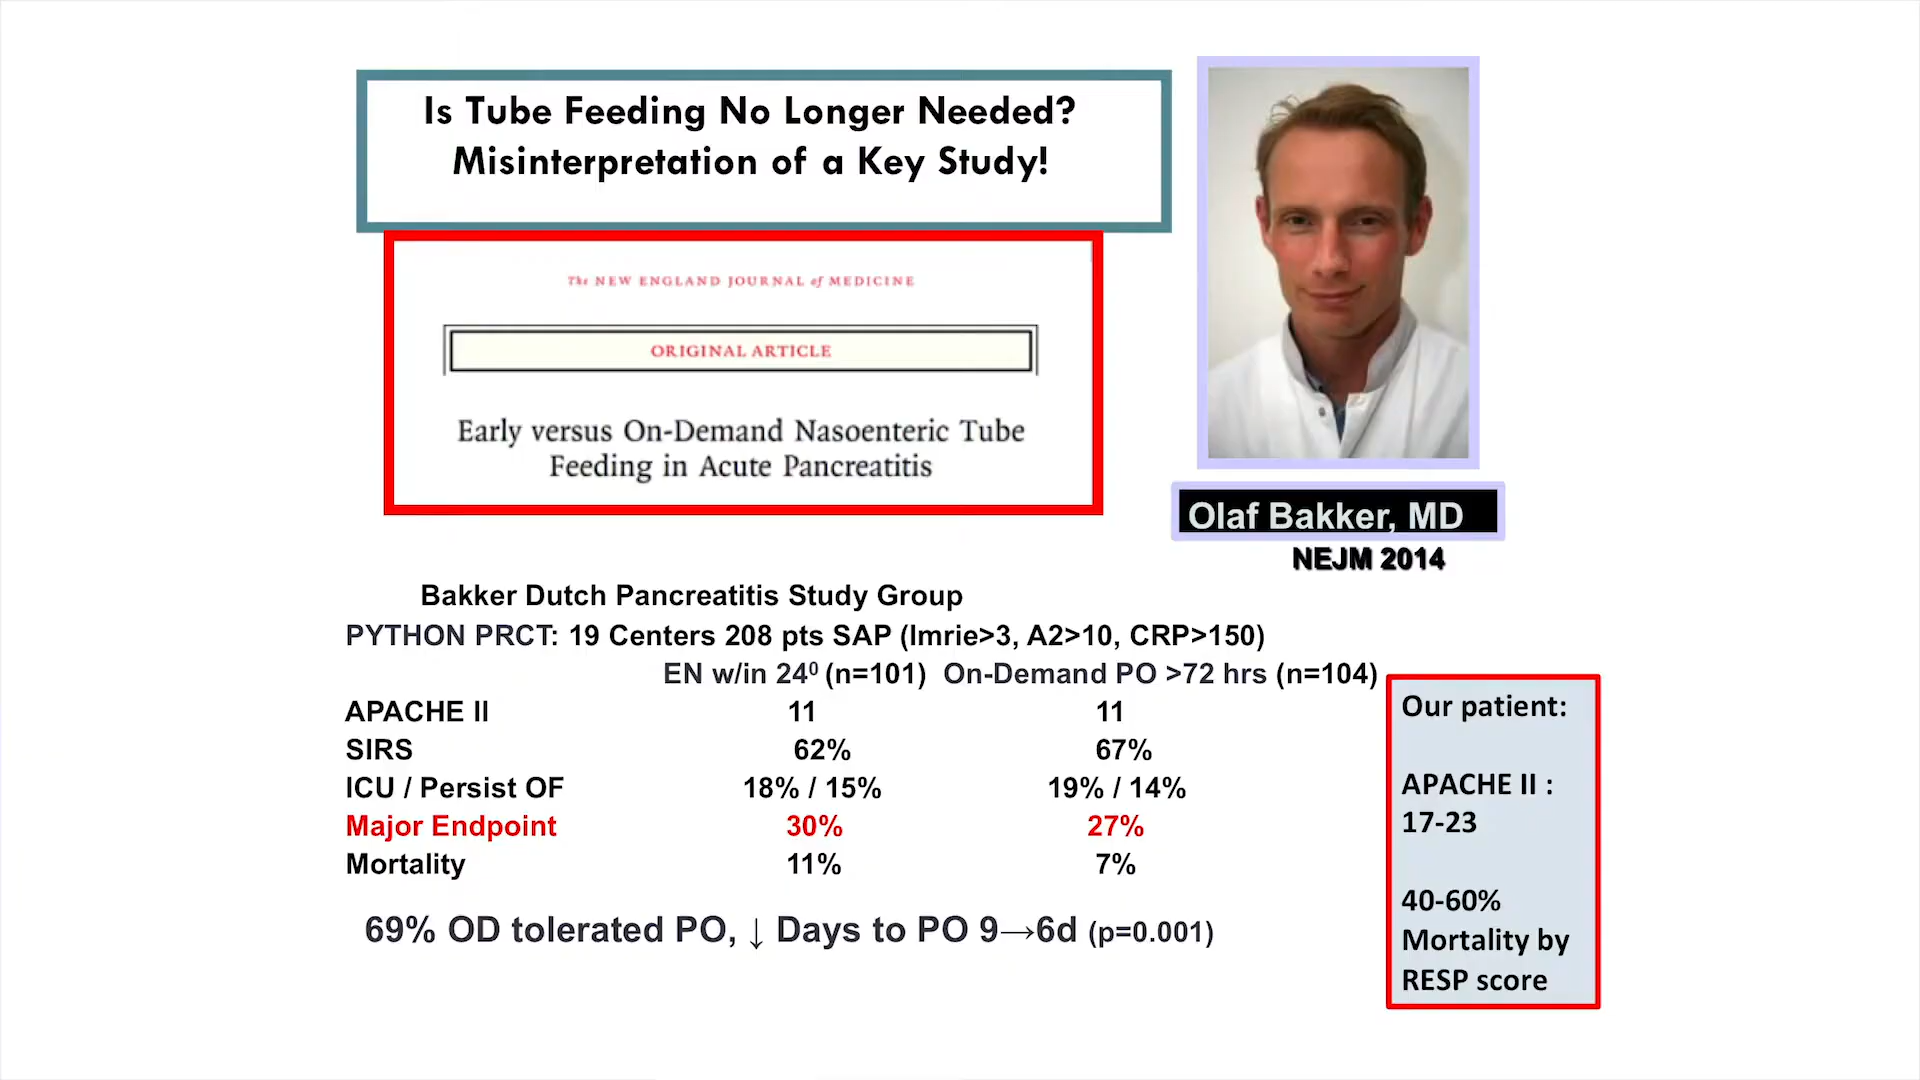 Is Tube Feeding No Longer Needed?
Misinterpretation of a Key Study!
The NEW ENGLAND JOURNAL of MEDICINE
ORIGINAL ARTICLE
Early versus On-Demand Nasoenteric Tube
Feeding in Acute Pancreatitis
Olaf Bakker, MD
NEJM 2014
Bakker Dutch Pancreatitis Study Group
PYTHON PRCT: 19 Centers 208 pts SAP (Imrie>3, A2>10, CRP>150)
EN w/in 24⁰ (n=101) On-Demand PO >72 hrs (n=104)
APACHE II 11 11
SIRS 62% 67%
ICU / Persist OF 18% / 15% 19% / 14%
Major Endpoint 30% 27%
Mortality 11% 7%
69% OD tolerated PO, ↓ Days to PO 9→6d (p=0.001)
Our patient:
APACHE II :
17-23
40-60%
Mortality by
RESP score